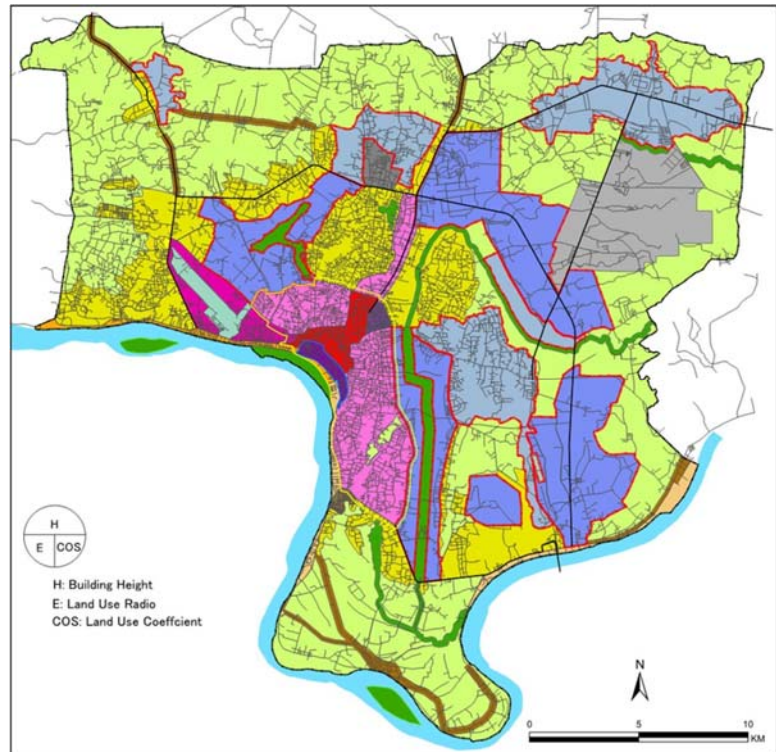 H
E COS
H: Building Height
E: Land Use Radio
COS: Land Use Coeffcient
N
0 5 10
KM